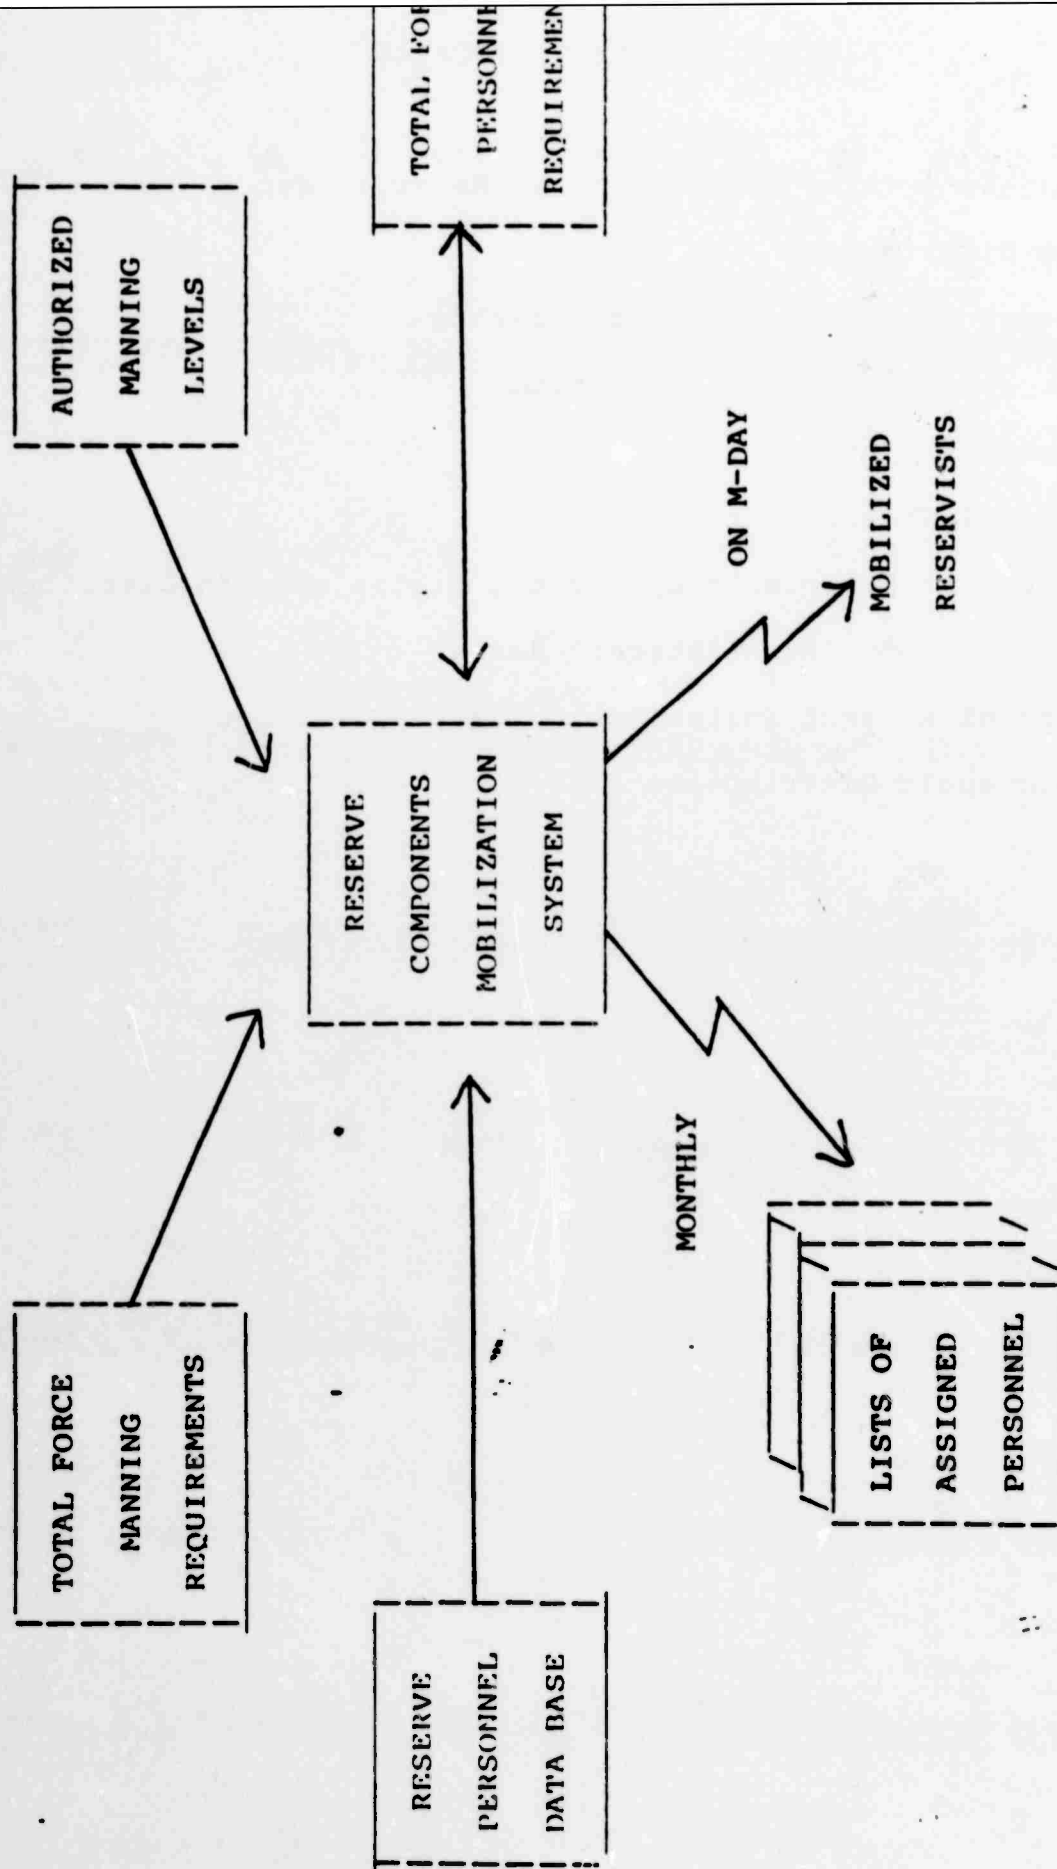 TOTAL FORCE
MANNING
REQUIREMENTS
AUTHORIZED
MANNING
LEVELS
RESERVE
PERSONNEL
DATA BASE
RESERVE
COMPONENTS
MOBILIZATION
SYSTEM
TOTAL FOR
PERSONNE
REQUIREMEN
MONTHLY
ON M-DAY
LISTS OF
ASSIGNED
PERSONNEL
MOBILIZED
RESERVISTS